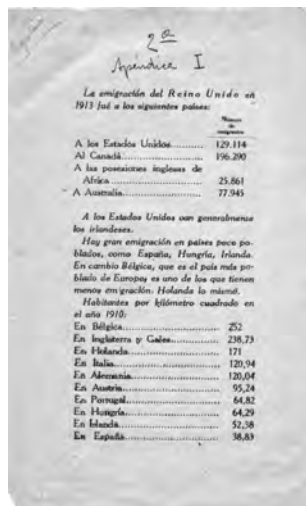 2ª
Apéndice I
La emigración del Reino Unido en
1913 fué a los siguientes países:
Número
de
emigrantes
A los Estados Unidos.......... 129.114
Al Canadá.......... 196.290
A las posesiones inglesas de
Africa.......... 25.861
A Australia.......... 77.945
A los Estados Unidos van generalmente
los irlandeses.
Hay gran emigración en países poco po-
blados, como España, Hungría, Irlanda.
En cambio Bélgica, que es el país más po-
blado de Europa, es uno de los que tienen
menos emigración: Holanda lo mismo.
Habitantes por kilómetro cuadrado en
el año 1910:
En Bélgica.......... 252
En Inglaterra y Gales.......... 238,73
En Holanda.......... 171
En Italia.......... 120,94
En Alemania.......... 120,04
En Austria.......... 95,24
En Portugal.......... 64,82
En Hungría.......... 64,29
En Irlanda.......... 52,38
En España.......... 38,83